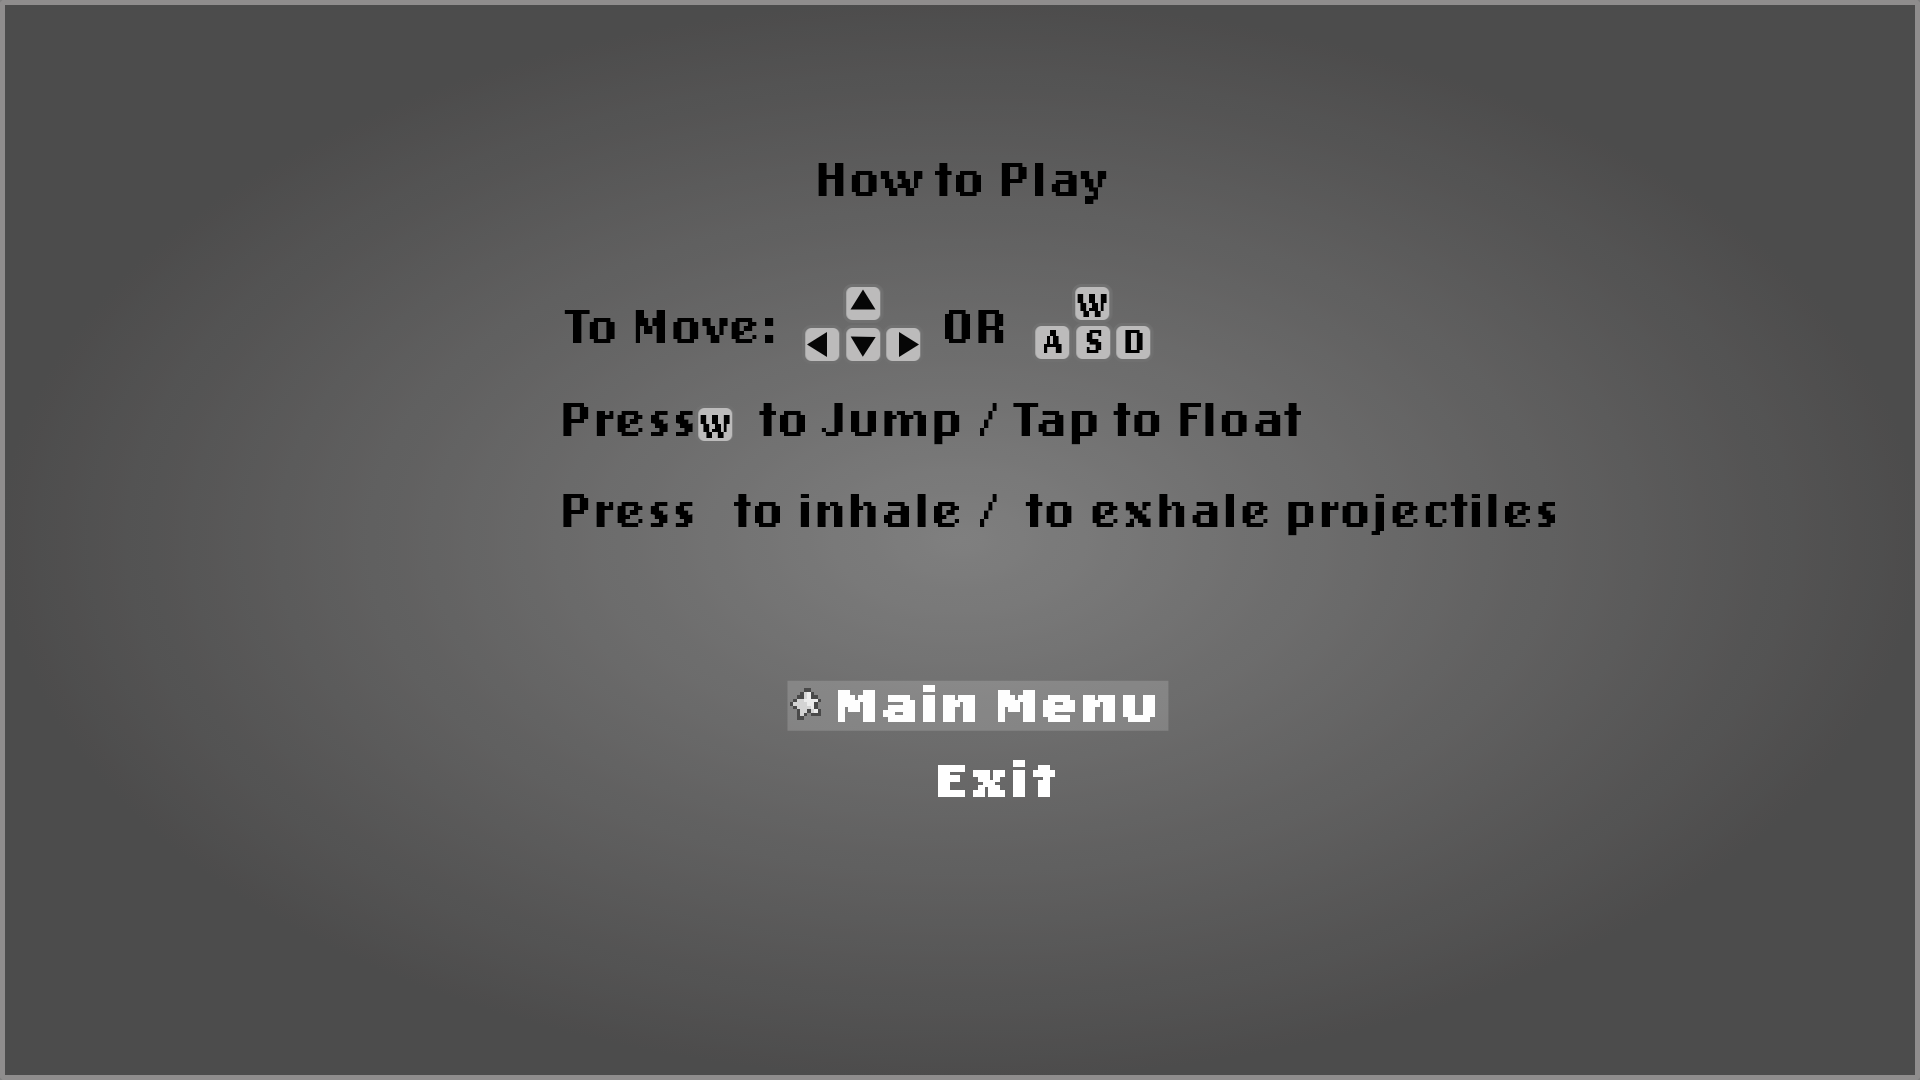 How to Play
To Move: ▲ ◀ ▼ ▶ OR W A S D
Press W to Jump / Tap to Float
Press to inhale / to exhale projectiles
Main Menu
Exit